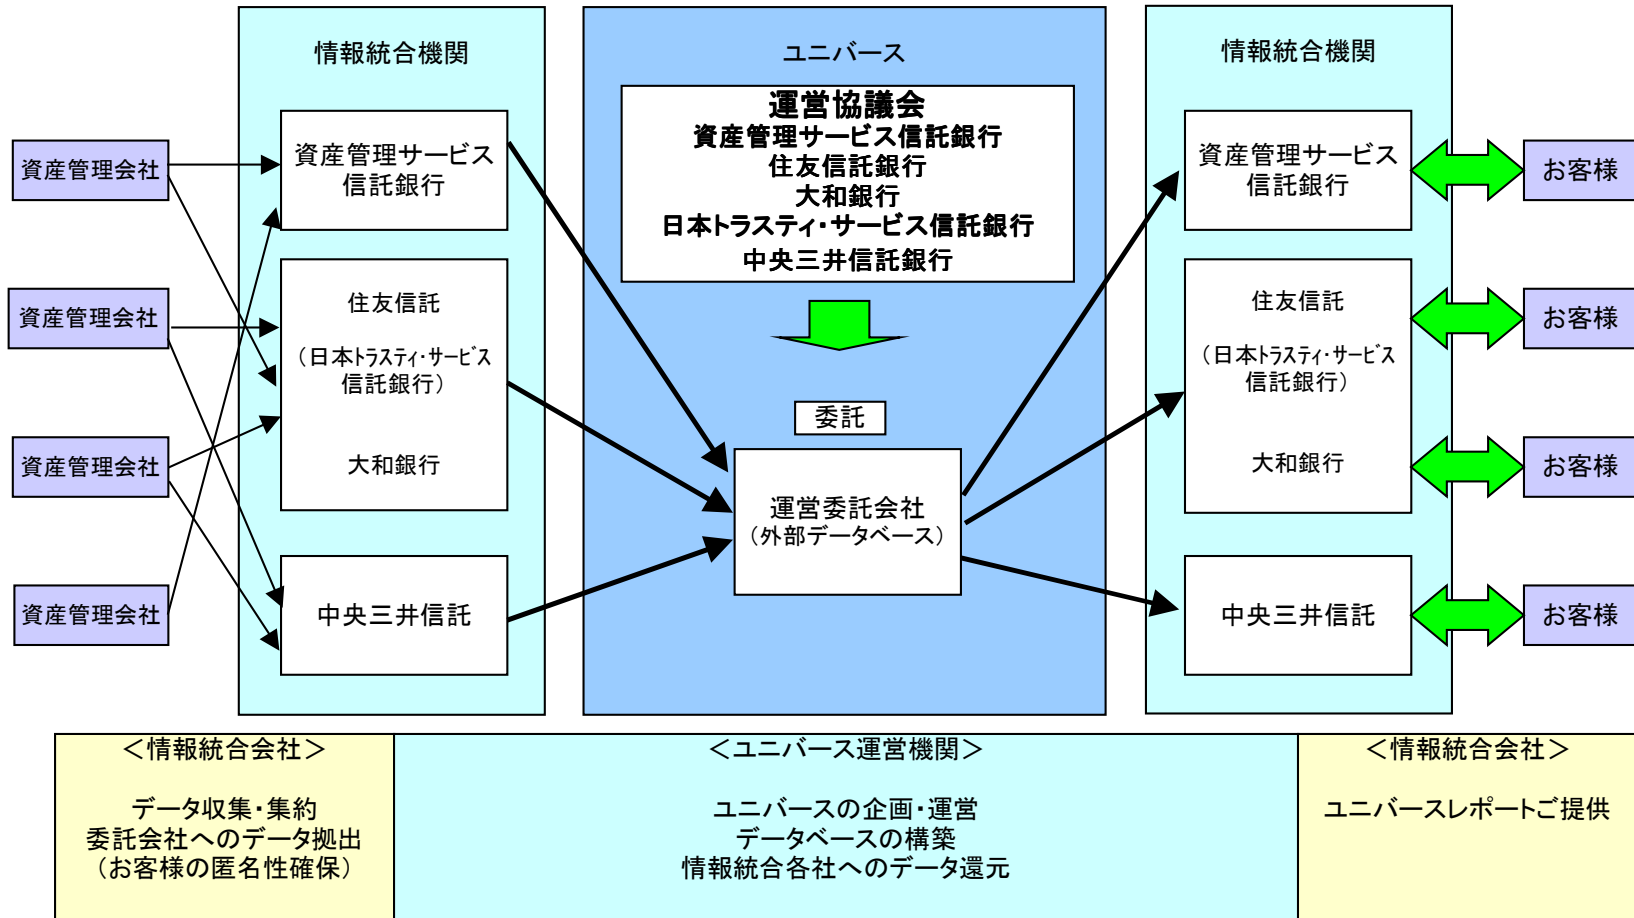 情報統合機関
ユニバース
情報統合機関
資産管理会社
資産管理会社
資産管理会社
資産管理会社
資産管理サービス
信託銀行
住友信託
（日本トラスティ・サービス
信託銀行）
大和銀行
中央三井信託
運営協議会
資産管理サービス信託銀行
住友信託銀行
大和銀行
日本トラスティ・サービス信託銀行
中央三井信託銀行
委託
運営委託会社
（外部データベース）
資産管理サービス
信託銀行
住友信託
（日本トラスティ・サービス
信託銀行）
大和銀行
中央三井信託
お客様
お客様
お客様
お客様
＜情報統合会社＞
データ収集・集約
委託会社へのデータ拠出
（お客様の匿名性確保）
＜ユニバース運営機関＞
ユニバースの企画・運営
データベースの構築
情報統合各社へのデータ還元
＜情報統合会社＞
ユニバースレポートご提供